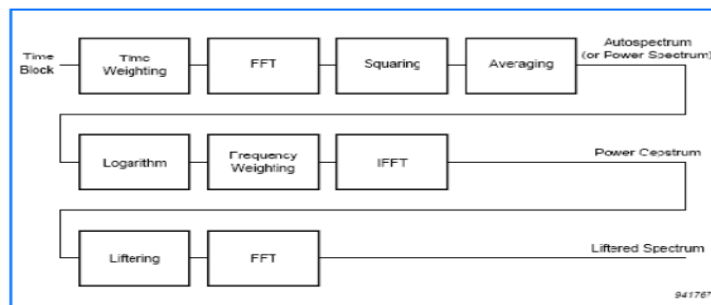 Time
Block
Time
Weighting
FFT
Squaring
Averaging
Autospectrum
(or Power Spectrum)
Logarithm
Frequency
Weighting
IFFT
Power Cepstrum
Liftering
FFT
Liftered Spectrum
941767